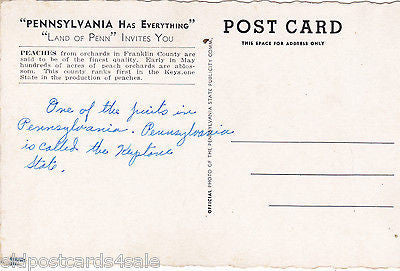 "PENNSYLVANIA HAS EVERYTHING"
"LAND OF PENN" INVITES YOU
PEACHES from orchards in Franklin County are
said to be of the finest quality. Early in May
hundreds of acres of peach orchards are ablos-
som. This county ranks first in the Keys.one
State in the production of peaches.
One of the fruits in
Pennsylvania. Pennsylvania
is called the Keystone
State.
OFFICIAL PHOTO OF THE PENNSYLVANIA STATE PUBLICITY COMM.
POST CARD
THIS SPACE FOR ADDRESS ONLY
oldpostcards4sale